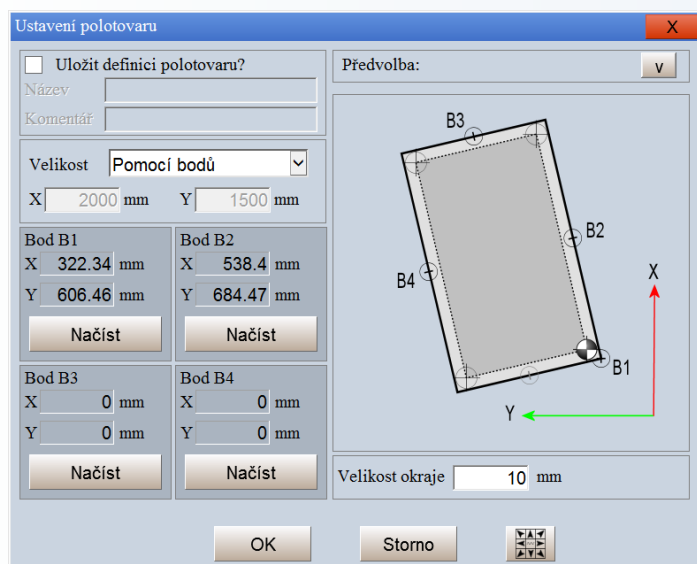 Ustavení polotovaru X
Uložit definici polotovaru?
Název
Komentář
Předvolba: v
Velikost Pomocí bodů
X 2000 mm Y 1500 mm
Bod B1
X 322.34 mm
Y 606.46 mm
Načíst
Bod B2
X 538.4 mm
Y 684.47 mm
Načíst
Bod B3
X 0 mm
Y 0 mm
Načíst
Bod B4
X 0 mm
Y 0 mm
Načíst
B3
B2
B4
X
B1
Y
Velikost okraje 10 mm
OK Storno